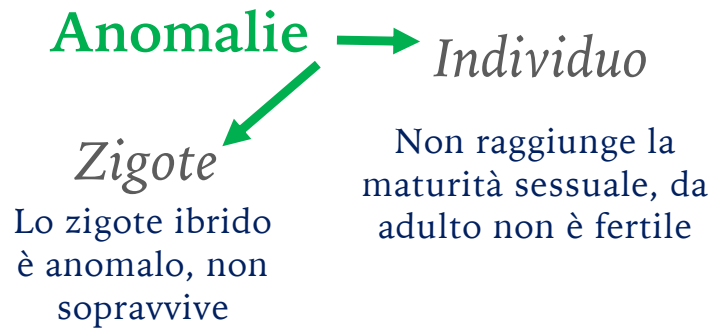 Anomalie
Individuo
Zigote
Non raggiunge la
maturità sessuale, da
adulto non è fertile
Lo zigote ibrido
è anomalo, non
sopravvive